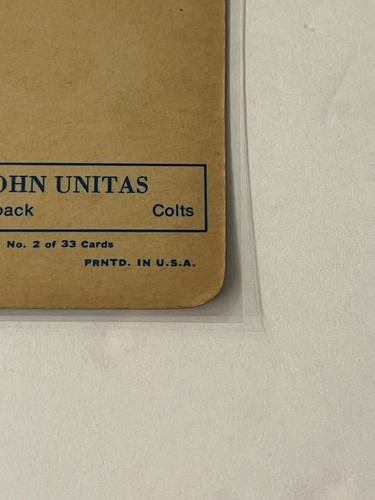 OHN UNITAS
back Colts
No. 2 of 33 Cards
PRNTD. IN U.S.A.